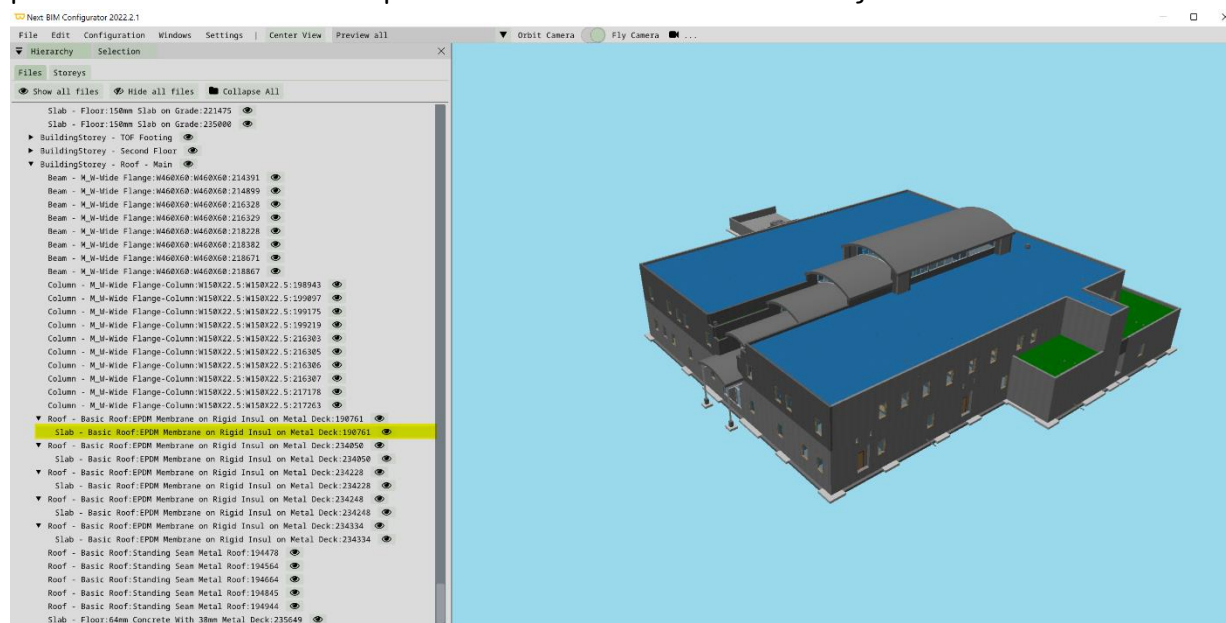 Next BIM Configurator 2022.2.1
File Edit Configuration Windows Settings | Center View Preview all
Orbit Camera Fly Camera ...
Hierarchy Selection
Files Storeys
Show all files Hide all files Collapse All
Slab - Floor:150mm Slab on Grade:221475
Slab - Floor:150mm Slab on Grade:235000
BuildingStorey - TOF Footing
BuildingStorey - Second Floor
BuildingStorey - Roof - Main
Beam - M_W-Wide Flange:W460X60:W460X60:214391
Beam - M_W-Wide Flange:W460X60:W460X60:214899
Beam - M_W-Wide Flange:W460X60:W460X60:216328
Beam - M_W-Wide Flange:W460X60:W460X60:216329
Beam - M_W-Wide Flange:W460X60:W460X60:218228
Beam - M_W-Wide Flange:W460X60:W460X60:218382
Beam - M_W-Wide Flange:W460X60:W460X60:218671
Beam - M_W-Wide Flange:W460X60:W460X60:218867
Column - M_W-Wide Flange-Column:W150X22.5:W150X22.5:198943
Column - M_W-Wide Flange-Column:W150X22.5:W150X22.5:199097
Column - M_W-Wide Flange-Column:W150X22.5:W150X22.5:199175
Column - M_W-Wide Flange-Column:W150X22.5:W150X22.5:199219
Column - M_W-Wide Flange-Column:W150X22.5:W150X22.5:216303
Column - M_W-Wide Flange-Column:W150X22.5:W150X22.5:216305
Column - M_W-Wide Flange-Column:W150X22.5:W150X22.5:216306
Column - M_W-Wide Flange-Column:W150X22.5:W150X22.5:216307
Column - M_W-Wide Flange-Column:W150X22.5:W150X22.5:217178
Column - M_W-Wide Flange-Column:W150X22.5:W150X22.5:217263
Roof - Basic Roof:EPDM Membrane on Rigid Insul on Metal Deck:190761
Slab - Basic Roof:EPDM Membrane on Rigid Insul on Metal Deck:190761
Roof - Basic Roof:EPDM Membrane on Rigid Insul on Metal Deck:234050
Slab - Basic Roof:EPDM Membrane on Rigid Insul on Metal Deck:234050
Roof - Basic Roof:EPDM Membrane on Rigid Insul on Metal Deck:234228
Slab - Basic Roof:EPDM Membrane on Rigid Insul on Metal Deck:234228
Roof - Basic Roof:EPDM Membrane on Rigid Insul on Metal Deck:234248
Slab - Basic Roof:EPDM Membrane on Rigid Insul on Metal Deck:234248
Roof - Basic Roof:EPDM Membrane on Rigid Insul on Metal Deck:234334
Slab - Basic Roof:EPDM Membrane on Rigid Insul on Metal Deck:234334
Roof - Basic Roof:Standing Seam Metal Roof:194478
Roof - Basic Roof:Standing Seam Metal Roof:194564
Roof - Basic Roof:Standing Seam Metal Roof:194664
Roof - Basic Roof:Standing Seam Metal Roof:194845
Roof - Basic Roof:Standing Seam Metal Roof:194944
Slab - Floor:64mm Concrete With 38mm Metal Deck:235649